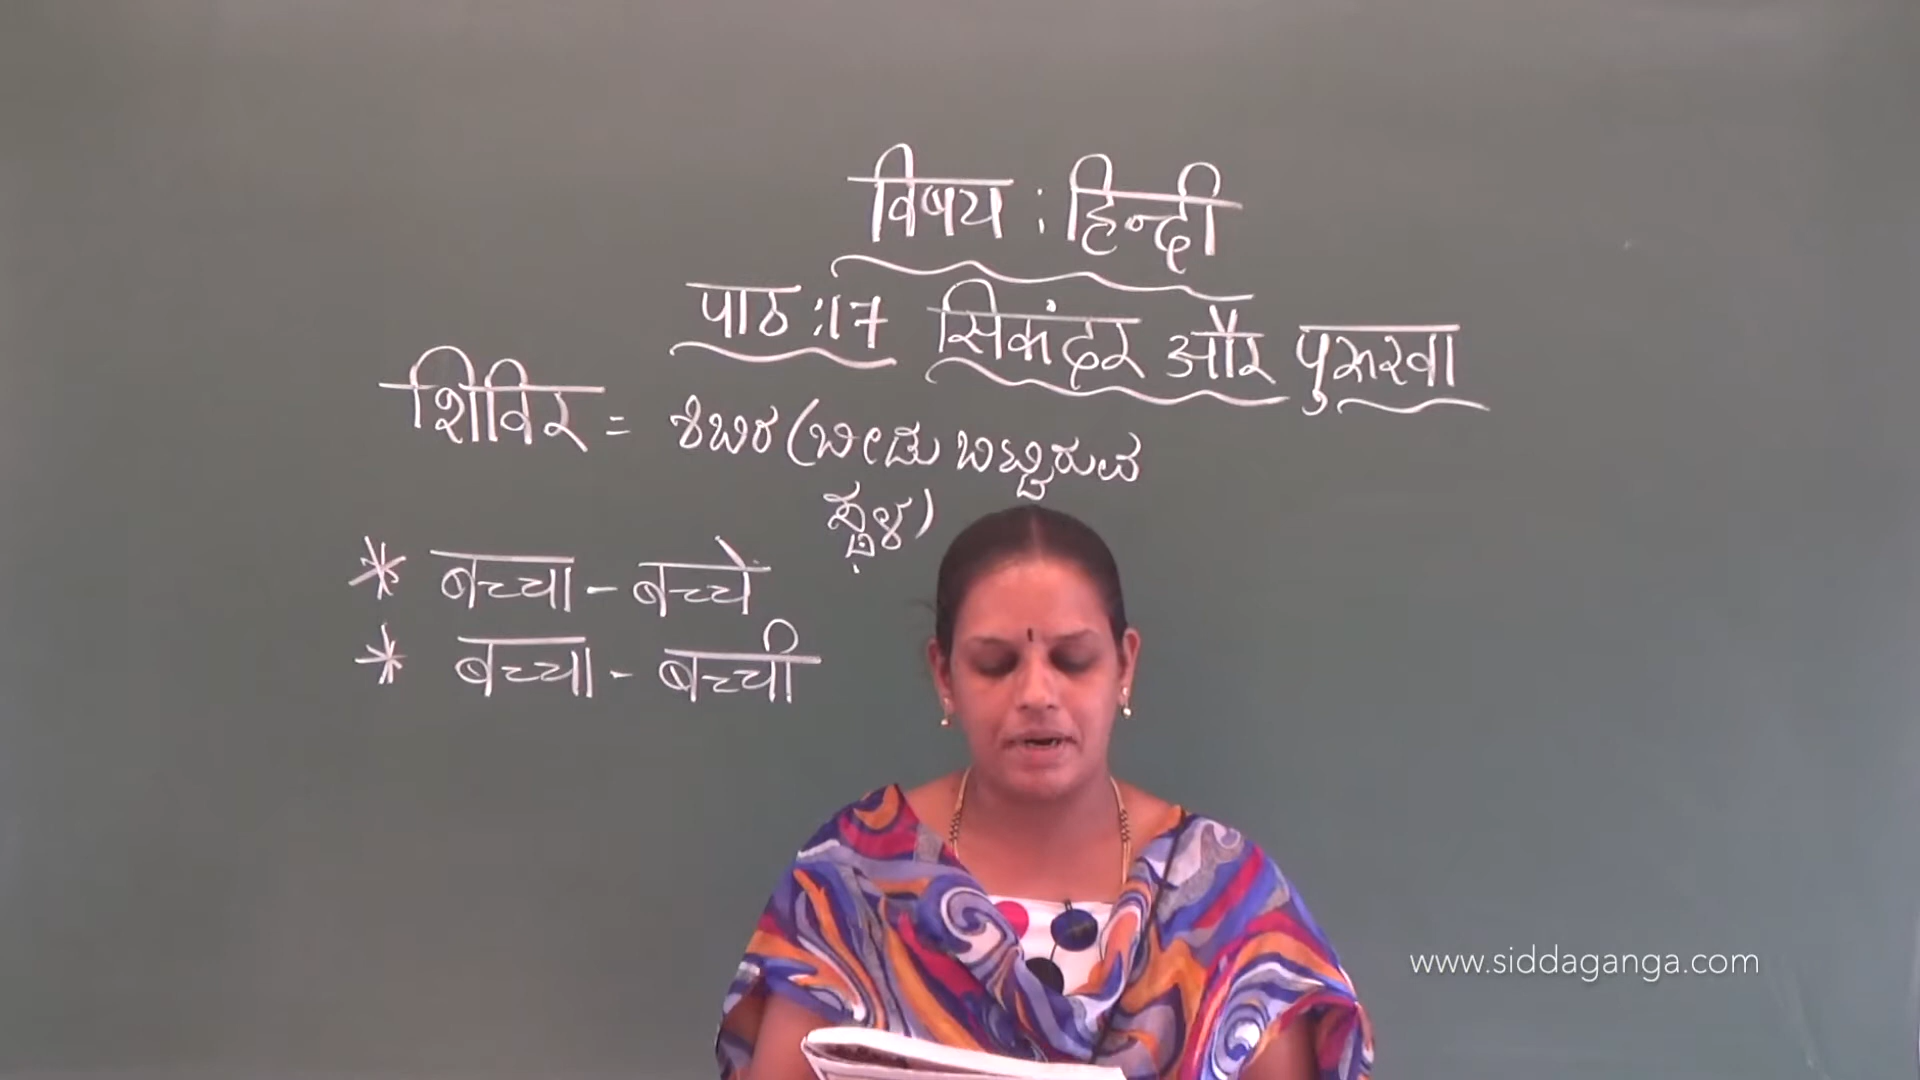 विषय : हिन्दी
पाठ :17 सिकंदर और पुरूरवा
शिविर = ಶಿಬಿರ (ಬೀಡು ಬಿಟ್ಟಿರುವ
ಸ್ಥಳ)
* बच्चा - बच्चे
* बच्चा - बच्ची
www.siddaganga.com